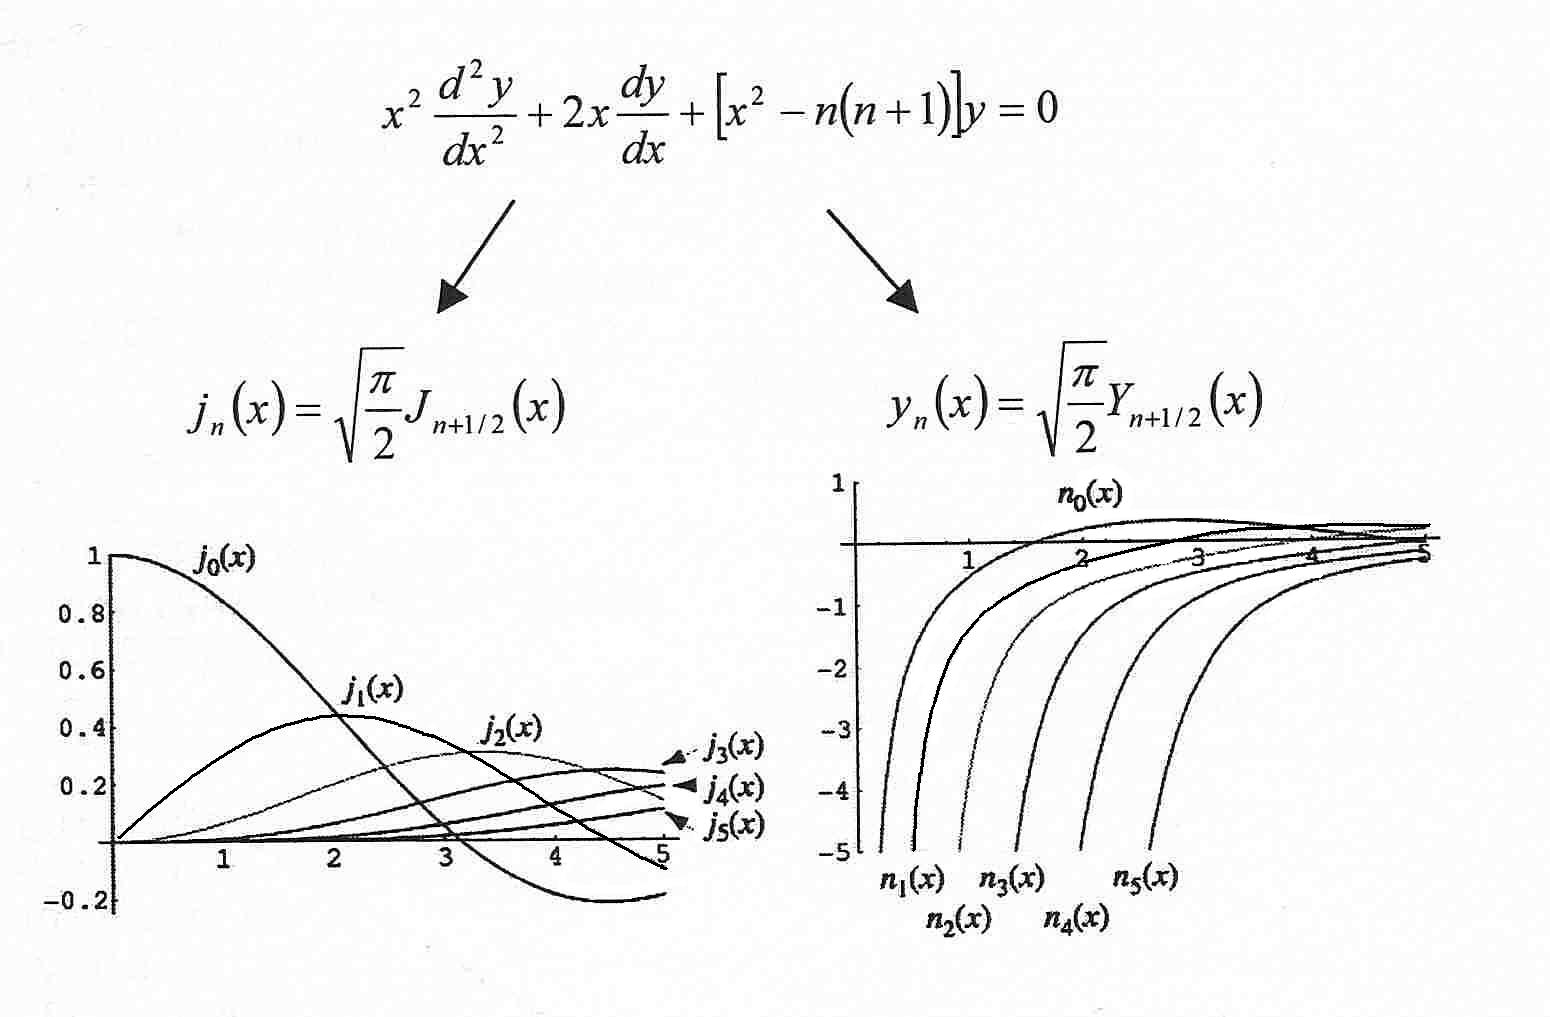 x² d²y/dx² + 2x dy/dx + [x² − n(n+1)]y = 0
jₙ(x) = √(π/2) Jₙ₊₁/₂(x)
yₙ(x) = √(π/2) Yₙ₊₁/₂(x)
1
0.8
0.6
0.4
0.2
-0.2
1 2 3 4 5
j₀(x)
j₁(x)
j₂(x)
j₃(x)
j₄(x)
j₅(x)
1
-1
-2
-3
-4
-5
1 2 3 4 5
n₀(x)
n₁(x) n₃(x) n₅(x)
n₂(x) n₄(x)